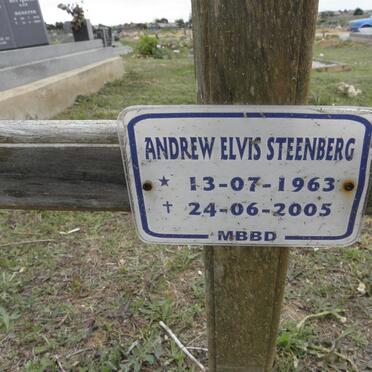 ANDREW ELVIS STEENBERG
★ 13-07-1963
✝ 24-06-2005
MBBD